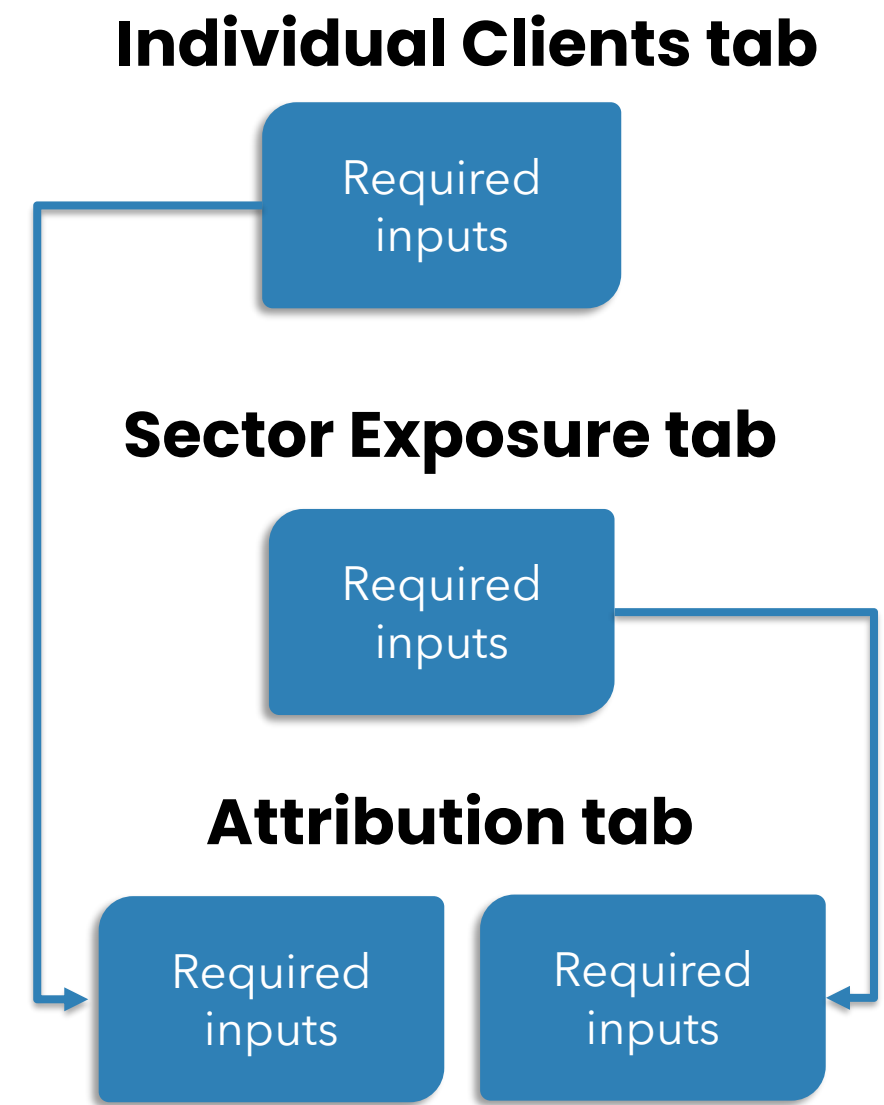 Individual Clients tab
Required
inputs
Sector Exposure tab
Required
inputs
Attribution tab
Required
inputs
Required
inputs